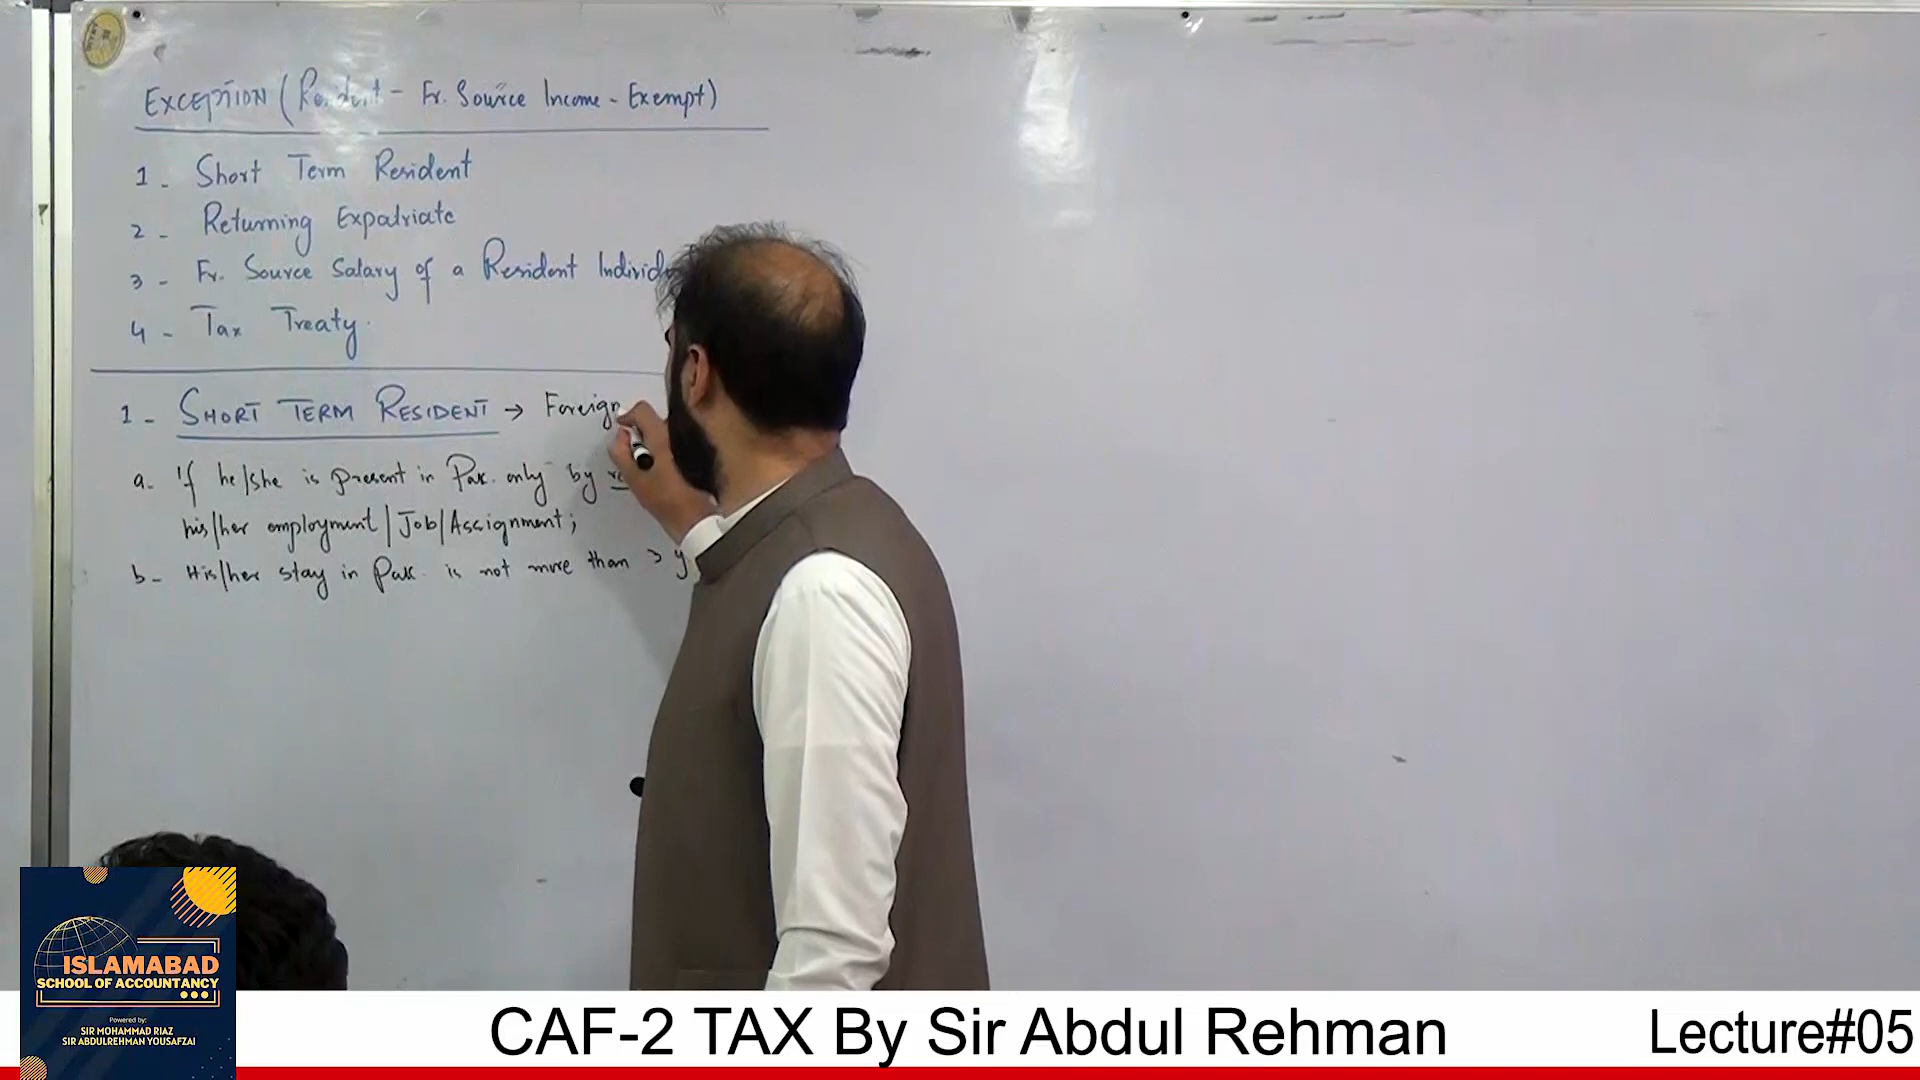 EXCEPTION (Resident - Fr. Source Income - Exempt)
1 - Short Term Resident
2 - Returning Expatriate
3 - Fr. Source Salary of a Resident
4 - Tax Treaty.
1 - SHORT TERM RESIDENT → Foreign
a - If he/she is present in Pak. only by
his/her employment/Job/Assignment;
b - His/her stay in Pak. is not more than 3
ISLAMABAD
SCHOOL OF ACCOUNTANCY
Powered by:
SIR MOHAMMAD RIAZ
SIR ABDULREHMAN YOUSAFZAI
CAF-2 TAX By Sir Abdul Rehman
Lecture#05